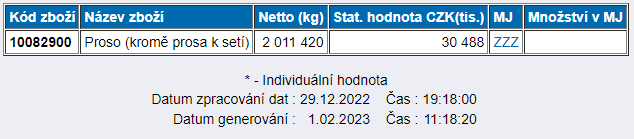 Kód zboží Název zboží Netto (kg) Stat. hodnota CZK(tis.) MJ Množství v MJ
10082900 Proso (kromě prosa k setí) 2 011 420 30 488 ZZZ
* - Individuální hodnota
Datum zpracování dat : 29.12.2022 Čas : 19:18:00
Datum generování : 1.02.2023 Čas : 11:18:20